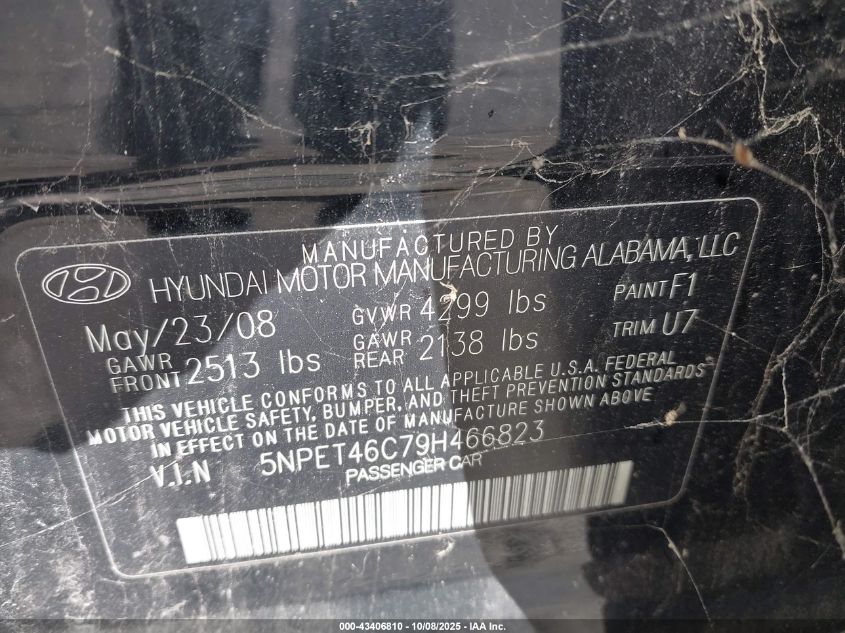 MANUFACTURED BY
HYUNDAI MOTOR MANUFACTURING ALABAMA, LLC
May/23/08 GVWR 4299 lbs PAINT F1
GAWR FRONT 2513 lbs GAWR REAR 2138 lbs TRIM U7
THIS VEHICLE CONFORMS TO ALL APPLICABLE U.S.A. FEDERAL
MOTOR VEHICLE SAFETY, BUMPER, AND THEFT PREVENTION STANDARDS
IN EFFECT ON THE DATE OF MANUFACTURE SHOWN ABOVE
V.I.N 5NPET46C79H466823
PASSENGER CAR
000-43406810 - 10/08/2025 - IAA Inc.